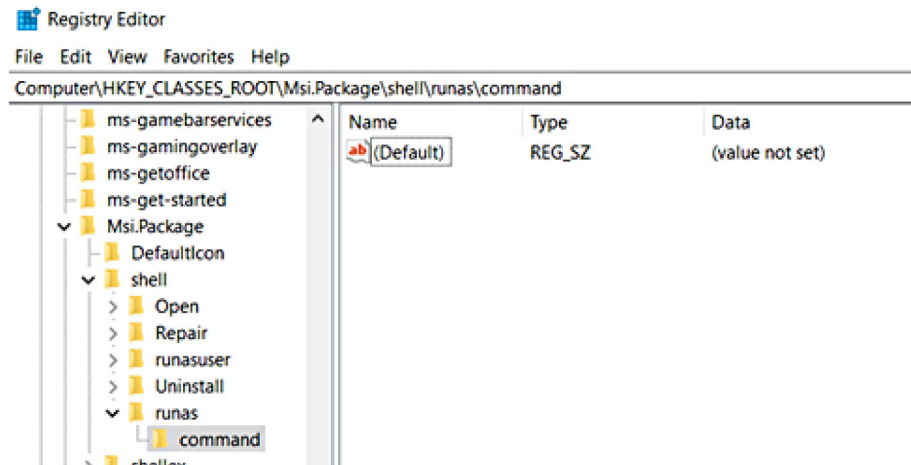 Registry Editor
File Edit View Favorites Help
Computer\HKEY_CLASSES_ROOT\Msi.Package\shell\runas\command
ms-gamebarservices
ms-gamingoverlay
ms-getoffice
ms-get-started
Msi.Package
DefaultIcon
shell
Open
Repair
runasuser
Uninstall
runas
command
shellex
Name Type Data
ab (Default) REG_SZ (value not set)